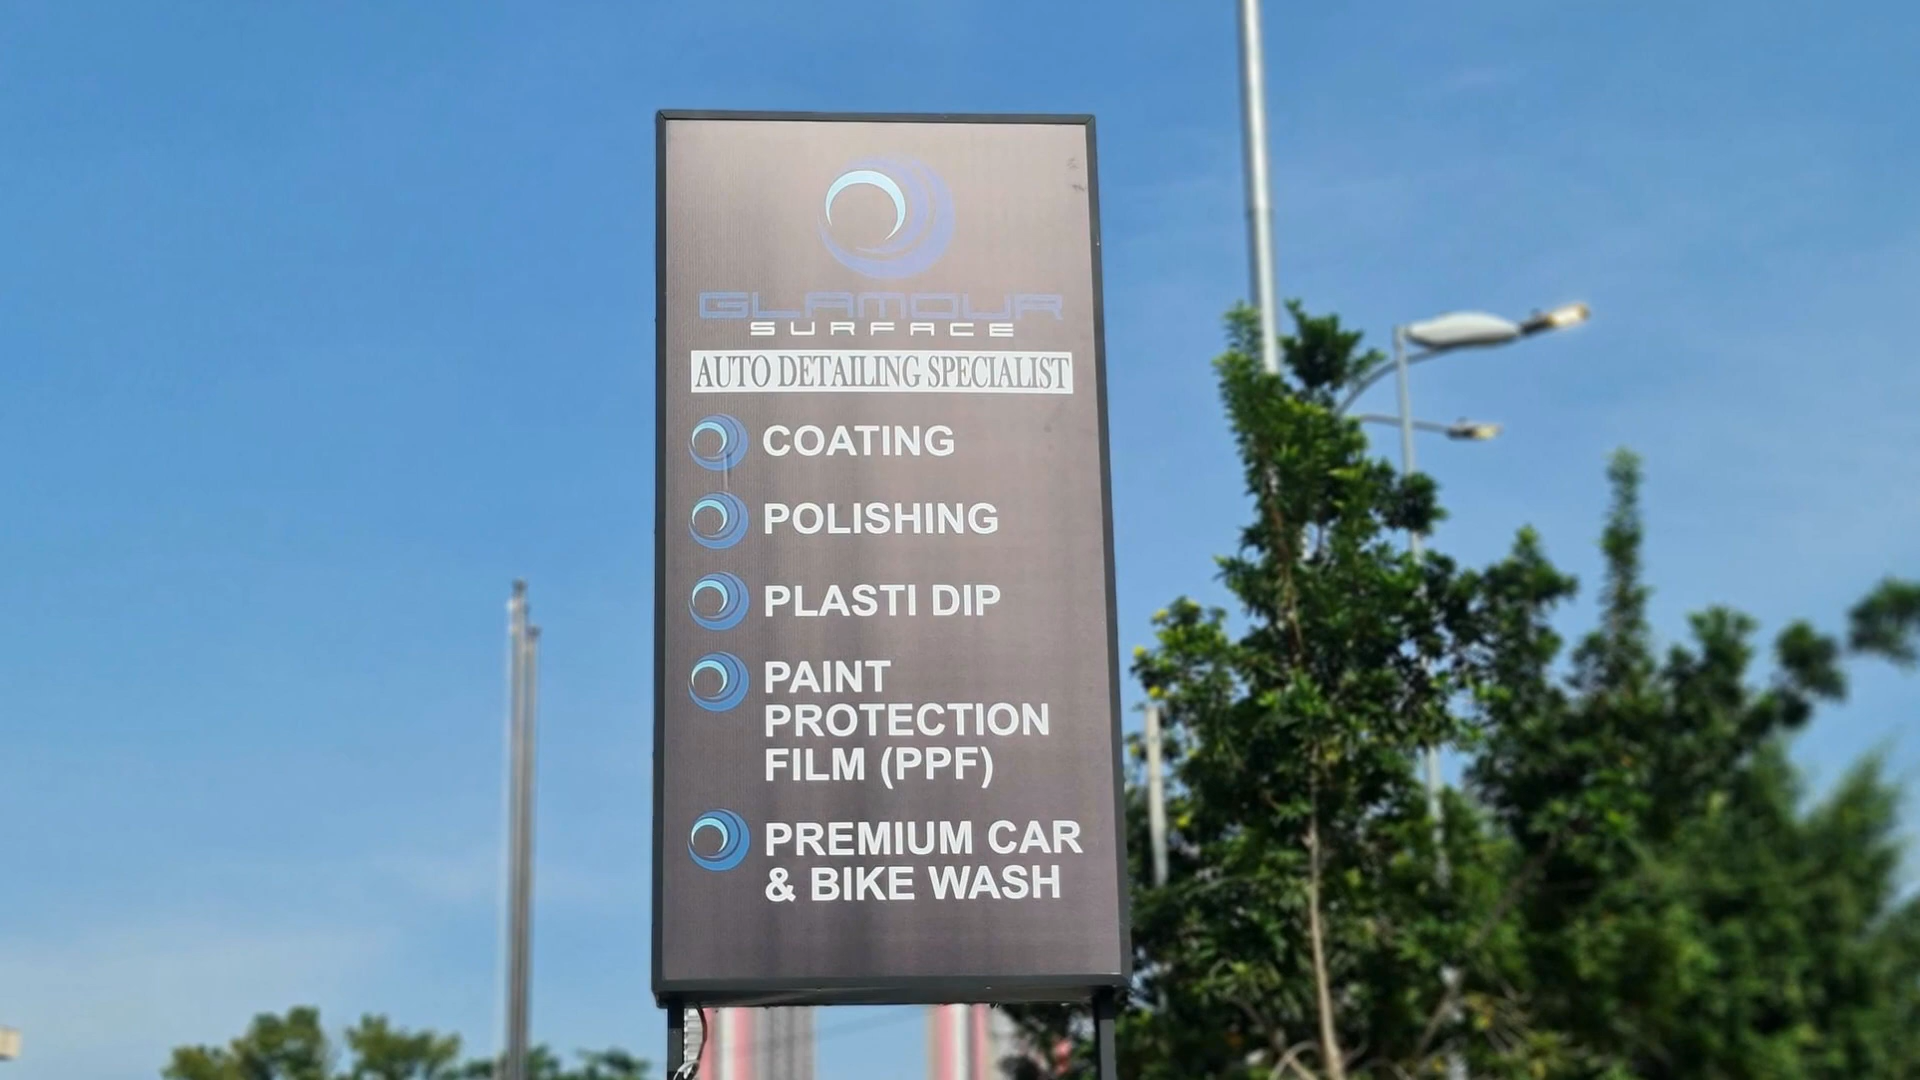 GLAMOUR
SURFACE
AUTO DETAILING SPECIALIST
COATING
POLISHING
PLASTI DIP
PAINT
PROTECTION
FILM (PPF)
PREMIUM CAR
& BIKE WASH